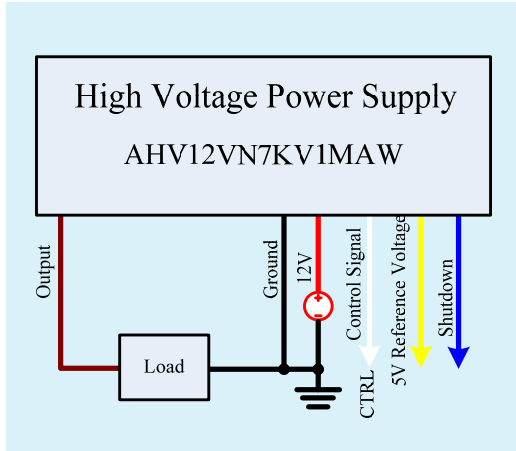 High Voltage Power Supply
AHV12VN7KV1MAW
Output
Ground
12V
Control Signal
5V Reference Voltage
Shutdown
Load
CTRL